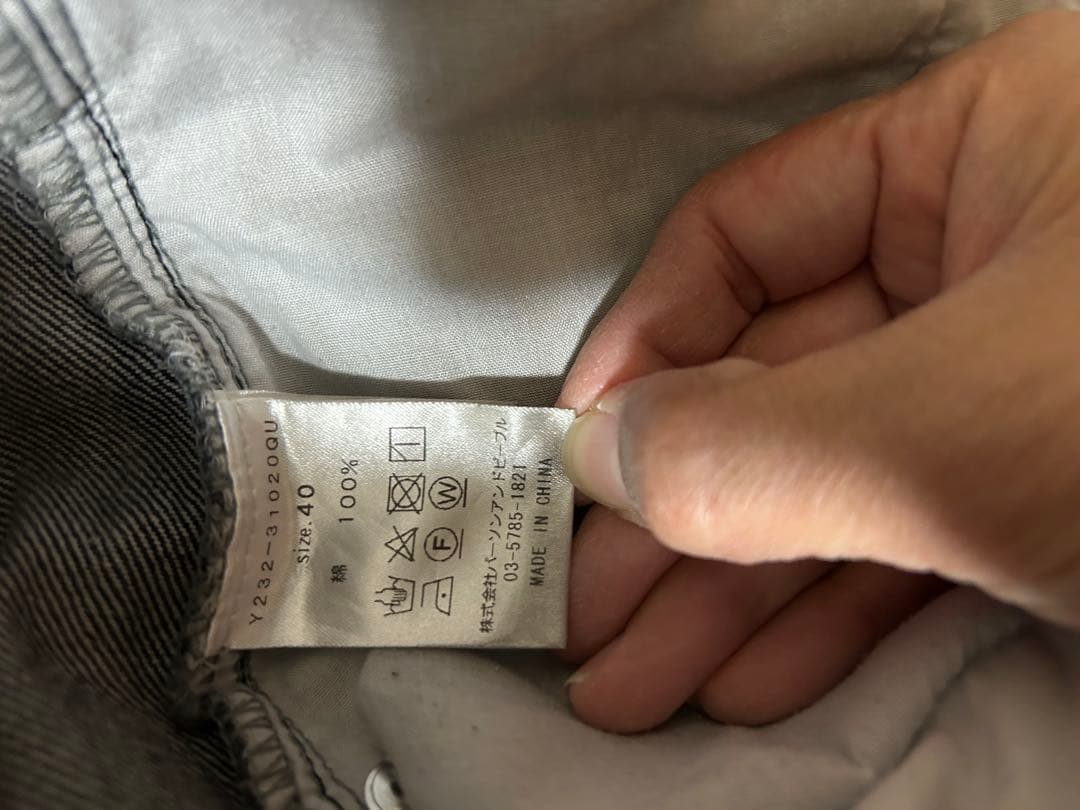 Y232-31020QU
size.40
綿 100%
F W
株式会社パーソンアンドピープル
03-5785-1821
MADE IN CHINA